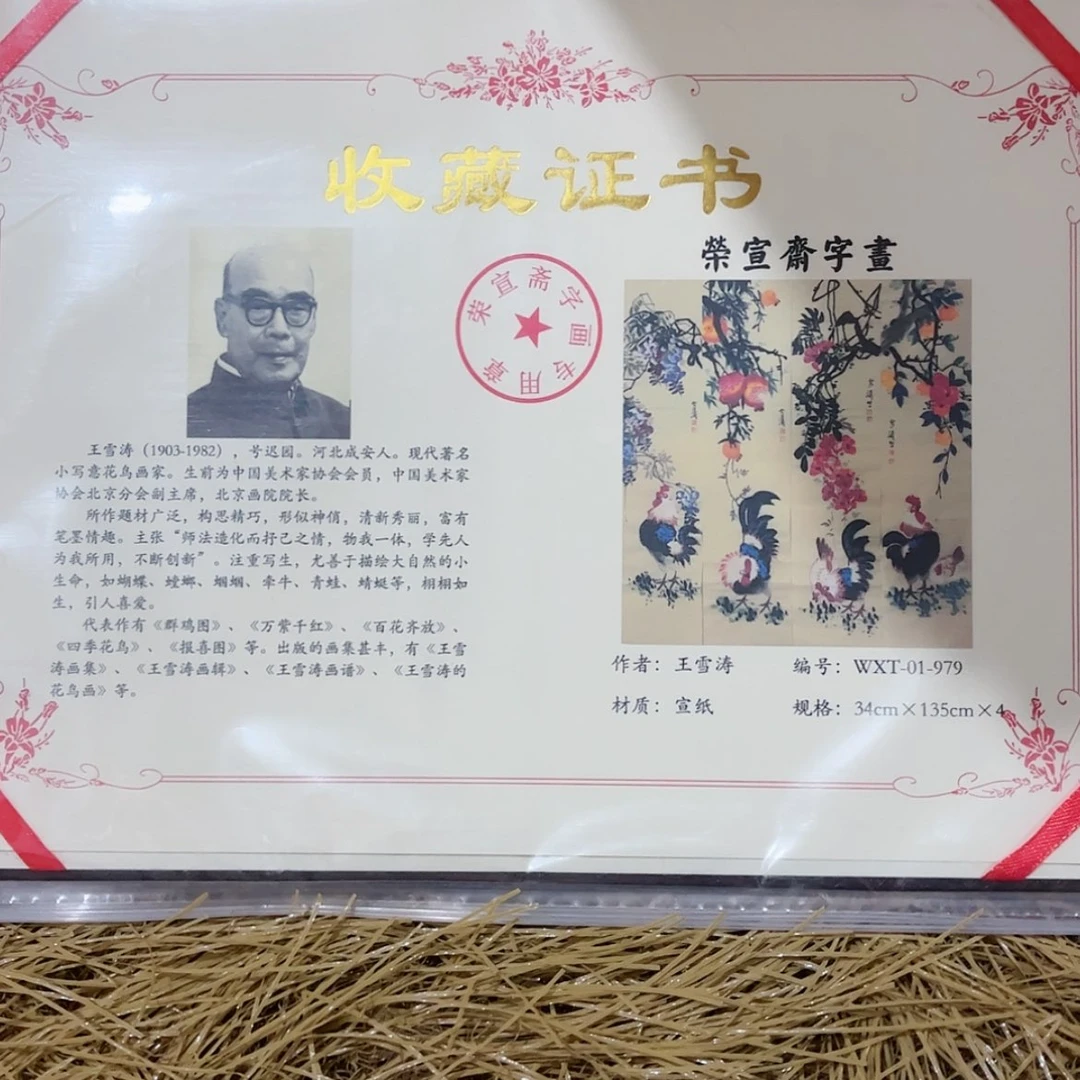 收藏证书
榮宣齋字畫
荣宣斋字画专用章
王雪涛（1903-1982），号迟园。河北成安人。现代著名
小写意花鸟画家。生前为中国美术家协会会员，中国美术家
协会北京分会副主席，北京画院院长。
所作题材广泛，构思精巧，形似神俏，清新秀丽，富有
笔墨情趣。主张“师法造化而抒己之情，物我一体，学先人
为我所用，不断创新”。注重写生，尤善于描绘大自然的小
生命，如蝴蝶、螳螂、蝈蝈、牵牛、青蛙、蜻蜓等，栩栩如
生，引人喜爱。
代表作有《群鸡图》、《万紫千红》、《百花齐放》、
《四季花鸟》、《报喜图》等。出版的画集甚丰，有《王雪
涛画集》、《王雪涛画辑》、《王雪涛画谱》、《王雪涛的
花鸟画》等。
作者：王雪涛 编号：WXT-01-979
材质：宣纸 规格：34cm×135cm×4